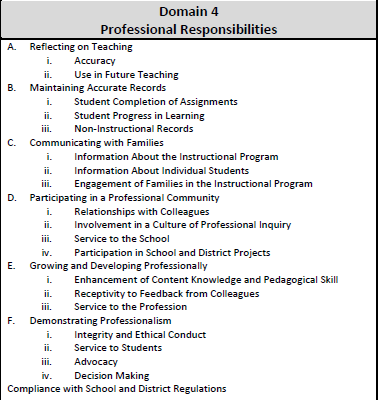 Domain 4
Professional Responsibilities
A. Reflecting on Teaching
i. Accuracy
ii. Use in Future Teaching
B. Maintaining Accurate Records
i. Student Completion of Assignments
ii. Student Progress in Learning
iii. Non-Instructional Records
C. Communicating with Families
i. Information About the Instructional Program
ii. Information About Individual Students
iii. Engagement of Families in the Instructional Program
D. Participating in a Professional Community
i. Relationships with Colleagues
ii. Involvement in a Culture of Professional Inquiry
iii. Service to the School
iv. Participation in School and District Projects
E. Growing and Developing Professionally
i. Enhancement of Content Knowledge and Pedagogical Skill
ii. Receptivity to Feedback from Colleagues
iii. Service to the Profession
F. Demonstrating Professionalism
i. Integrity and Ethical Conduct
ii. Service to Students
iii. Advocacy
iv. Decision Making
Compliance with School and District Regulations